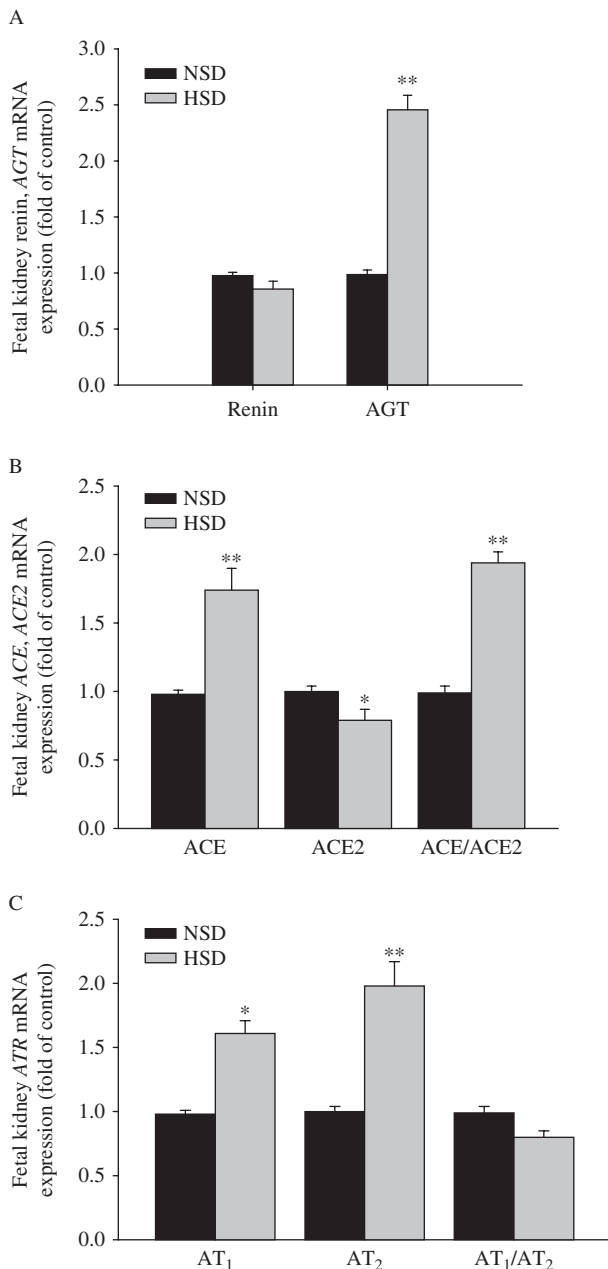 A
Fetal kidney renin, AGT mRNA
expression (fold of control)
3.0
2.5
2.0
1.5
1.0
0.5
0.0
NSD
HSD
**
Renin
AGT
B
Fetal kidney ACE, ACE2 mRNA
expression (fold of control)
2.5
2.0
1.5
1.0
0.5
0.0
NSD
HSD
**
*
**
ACE
ACE2
ACE/ACE2
C
Fetal kidney ATR mRNA
expression (fold of control)
2.5
2.0
1.5
1.0
0.5
0.0
NSD
HSD
*
**
AT₁
AT₂
AT₁/AT₂